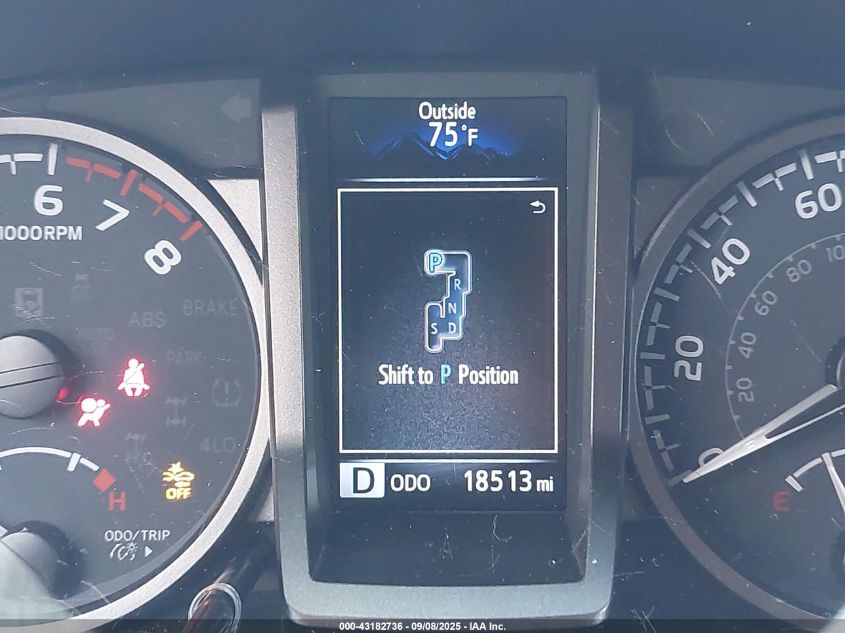 Outside
75°F
P
R
N
S D
Shift to P Position
D ODO 18513 mi
6
7
8
1000RPM
ABS
BRAKE
PARK
4LO
OFF
H
ODO/TRIP
0
20
40
60
20
40
60
80
E
000-43182736 - 09/08/2025 - IAA Inc.